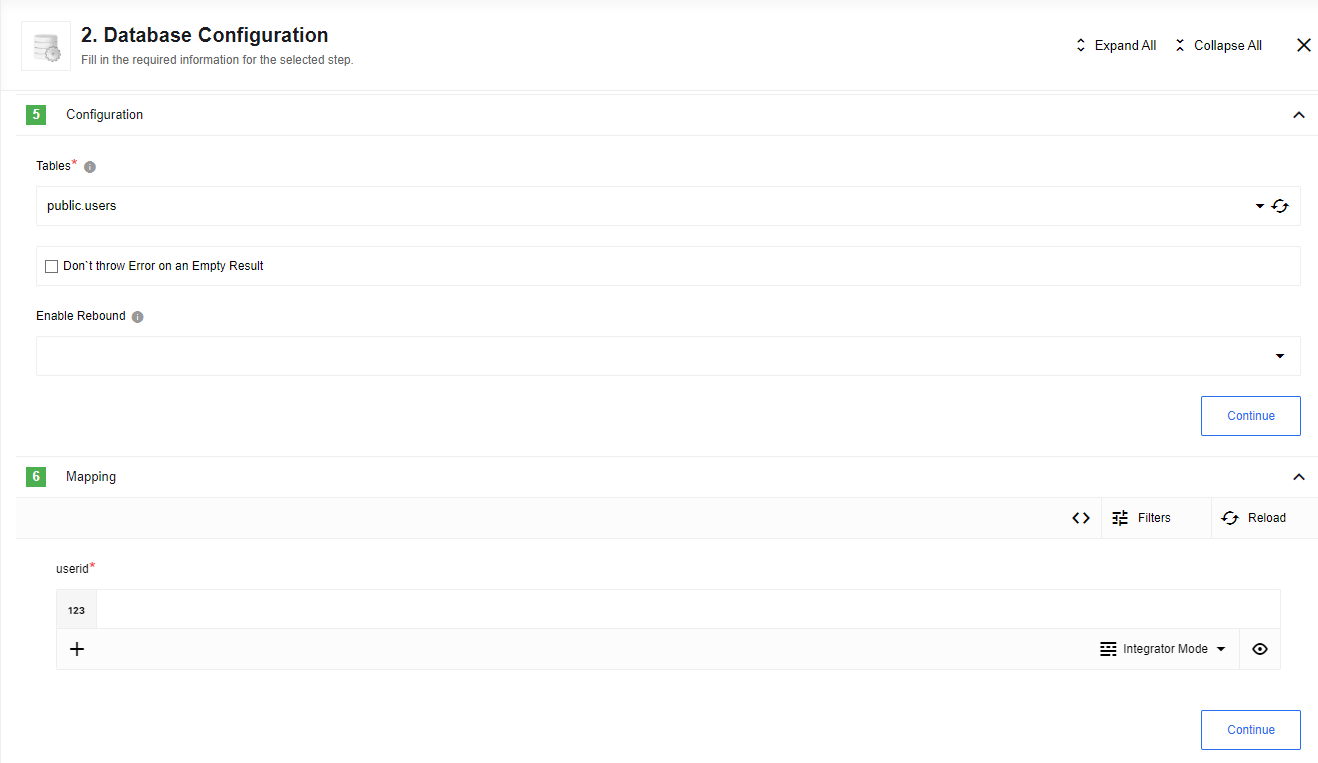 2. Database Configuration
Fill in the required information for the selected step.
Expand All
Collapse All
5 Configuration
Tables*
public.users
Don`t throw Error on an Empty Result
Enable Rebound
Continue
6 Mapping
Filters
Reload
userid*
123
Integrator Mode
Continue